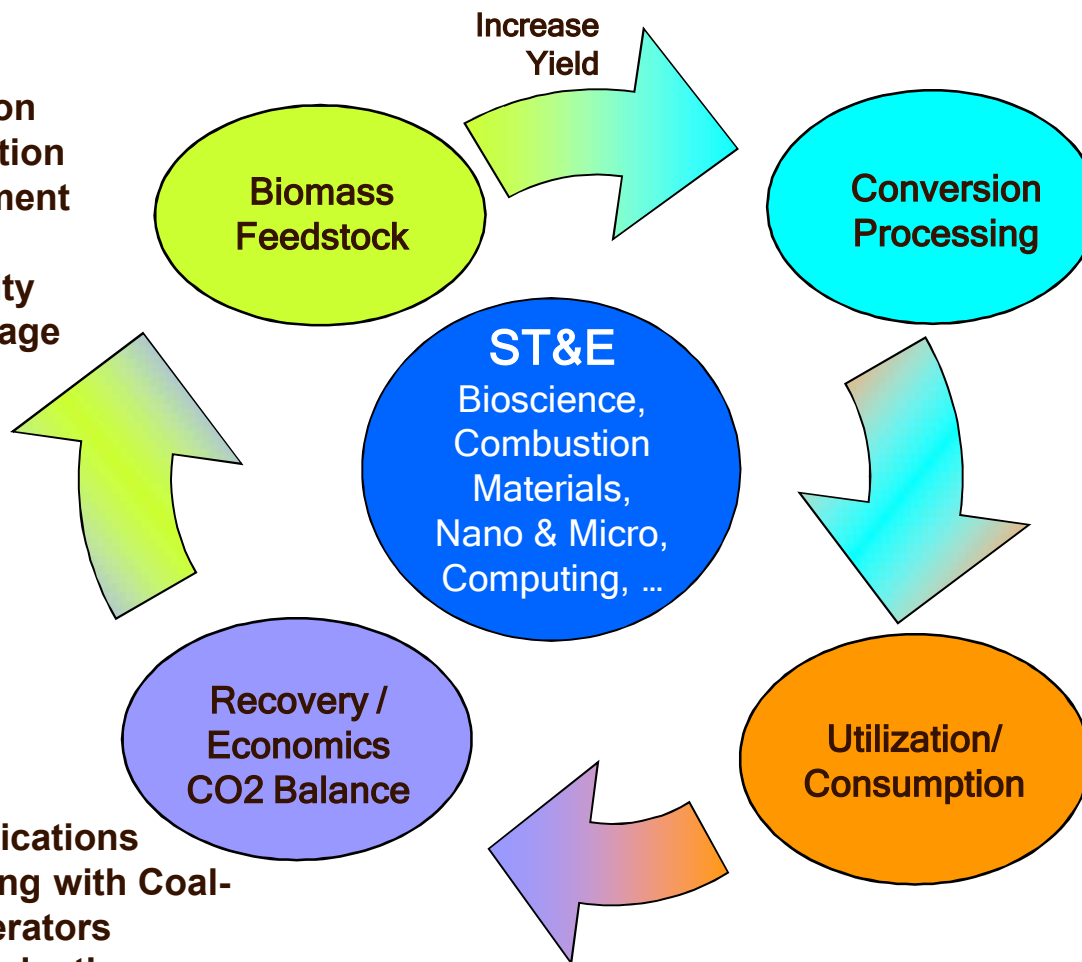 Increase
Yield
on
tion
ment
ity
age
Biomass
Feedstock
Conversion
Processing
ST&E
Bioscience,
Combustion
Materials,
Nano & Micro,
Computing, ...
Recovery /
Economics
CO2 Balance
Utilization/
Consumption
ications
ng with Coal-
erators